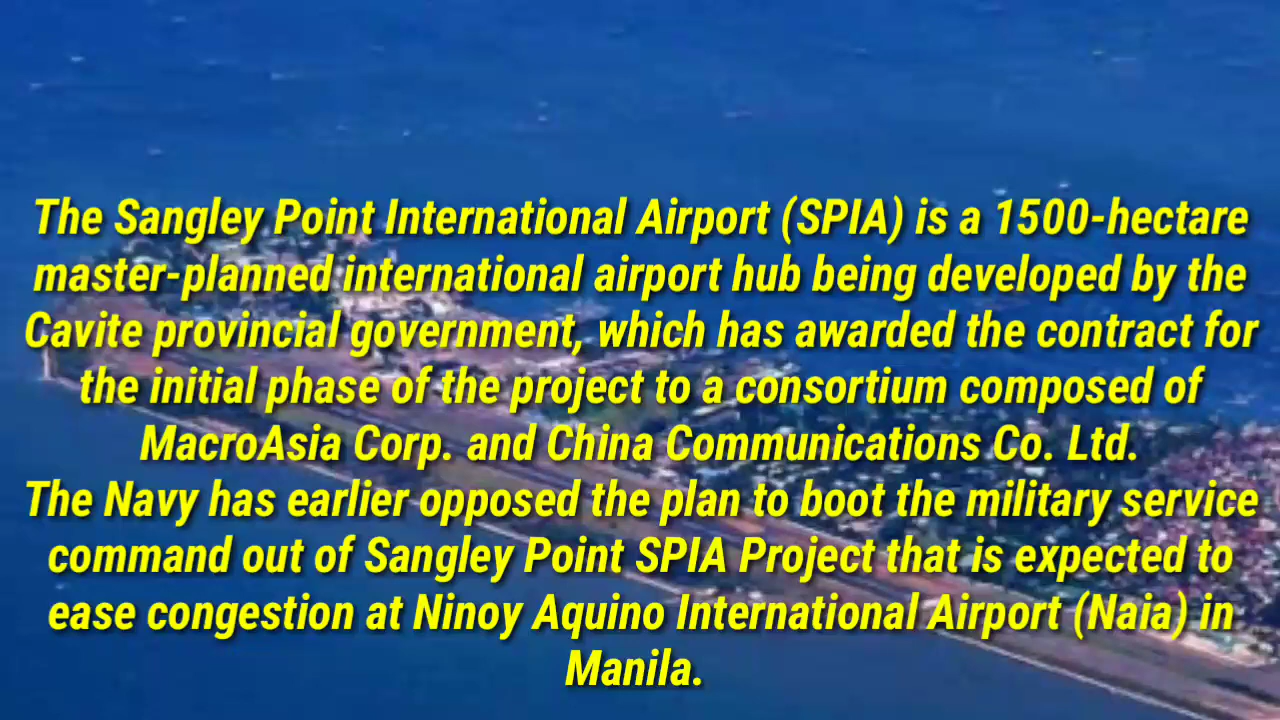 The Sangley Point International Airport (SPIA) is a 1500-hectare
master-planned international airport hub being developed by the
Cavite provincial government, which has awarded the contract for
the initial phase of the project to a consortium composed of
MacroAsia Corp. and China Communications Co. Ltd.
The Navy has earlier opposed the plan to boot the military service
command out of Sangley Point SPIA Project that is expected to
ease congestion at Ninoy Aquino International Airport (Naia) in
Manila.